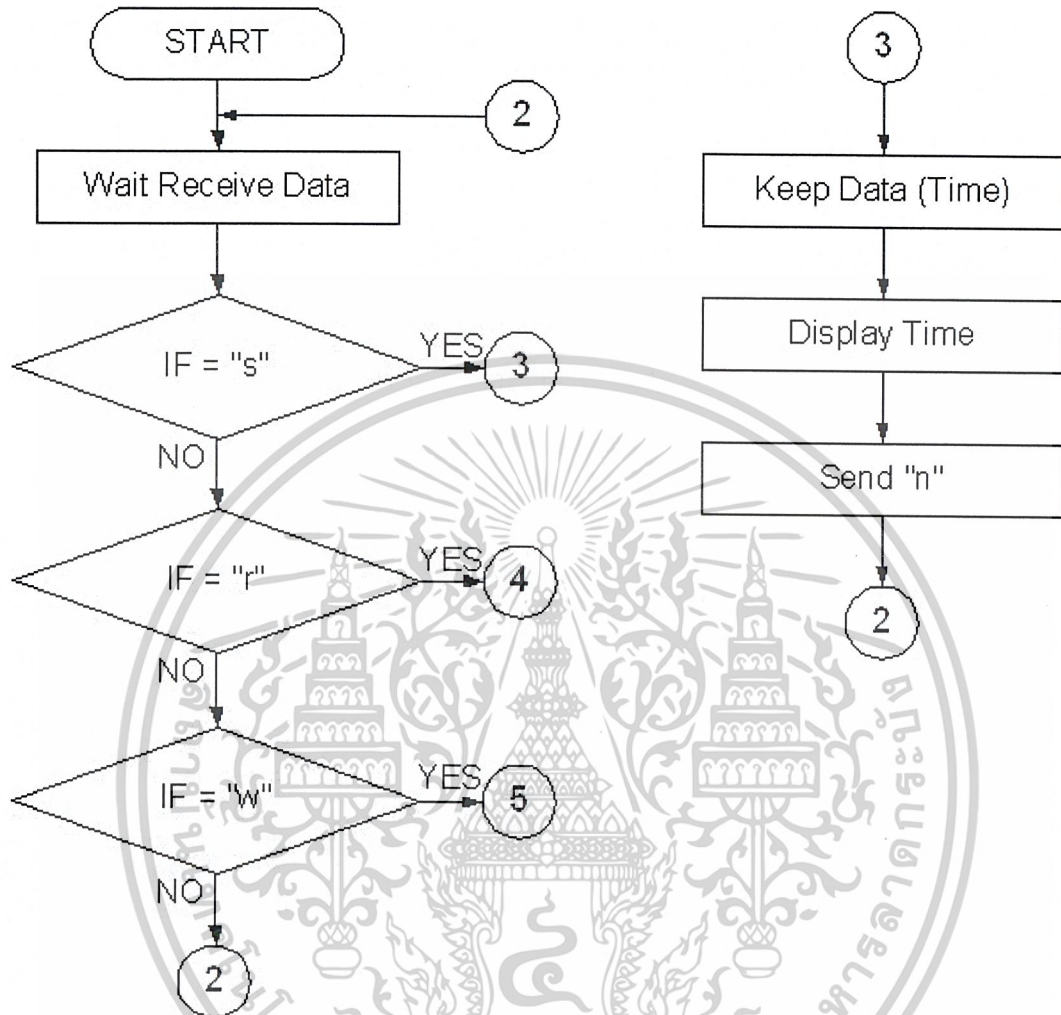 START
2
Wait Receive Data
IF = "s"
YES
3
NO
IF = "r"
YES
4
NO
IF = "w"
YES
5
NO
2
3
Keep Data (Time)
Display Time
Send "n"
2